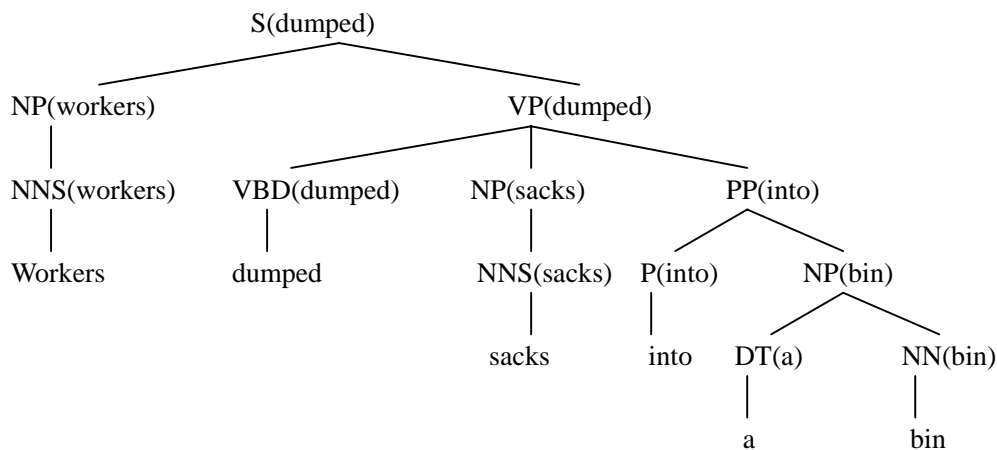 S(dumped)
NP(workers) VP(dumped)
NNS(workers) VBD(dumped) NP(sacks) PP(into)
Workers dumped NNS(sacks) P(into) NP(bin)
sacks into DT(a) NN(bin)
a bin